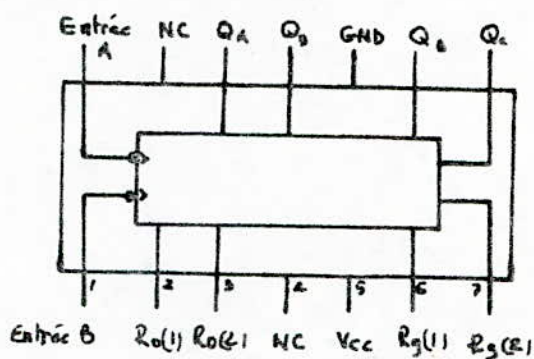 Entrée A NC QA QD GND QB QC
1 2 3 4 5 6 7
Entrée B R0(1) R0(2) NC Vcc R9(1) R9(2)